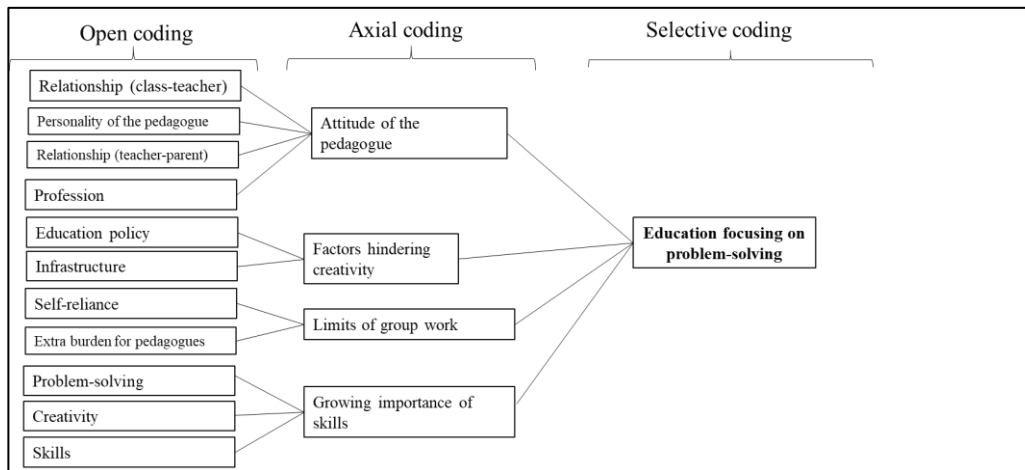 Open coding
Axial coding
Selective coding
Relationship (class-teacher)
Personality of the pedagogue
Relationship (teacher-parent)
Profession
Education policy
Infrastructure
Self-reliance
Extra burden for pedagogues
Problem-solving
Creativity
Skills
Attitude of the
pedagogue
Factors hindering
creativity
Limits of group work
Growing importance of
skills
Education focusing on
problem-solving